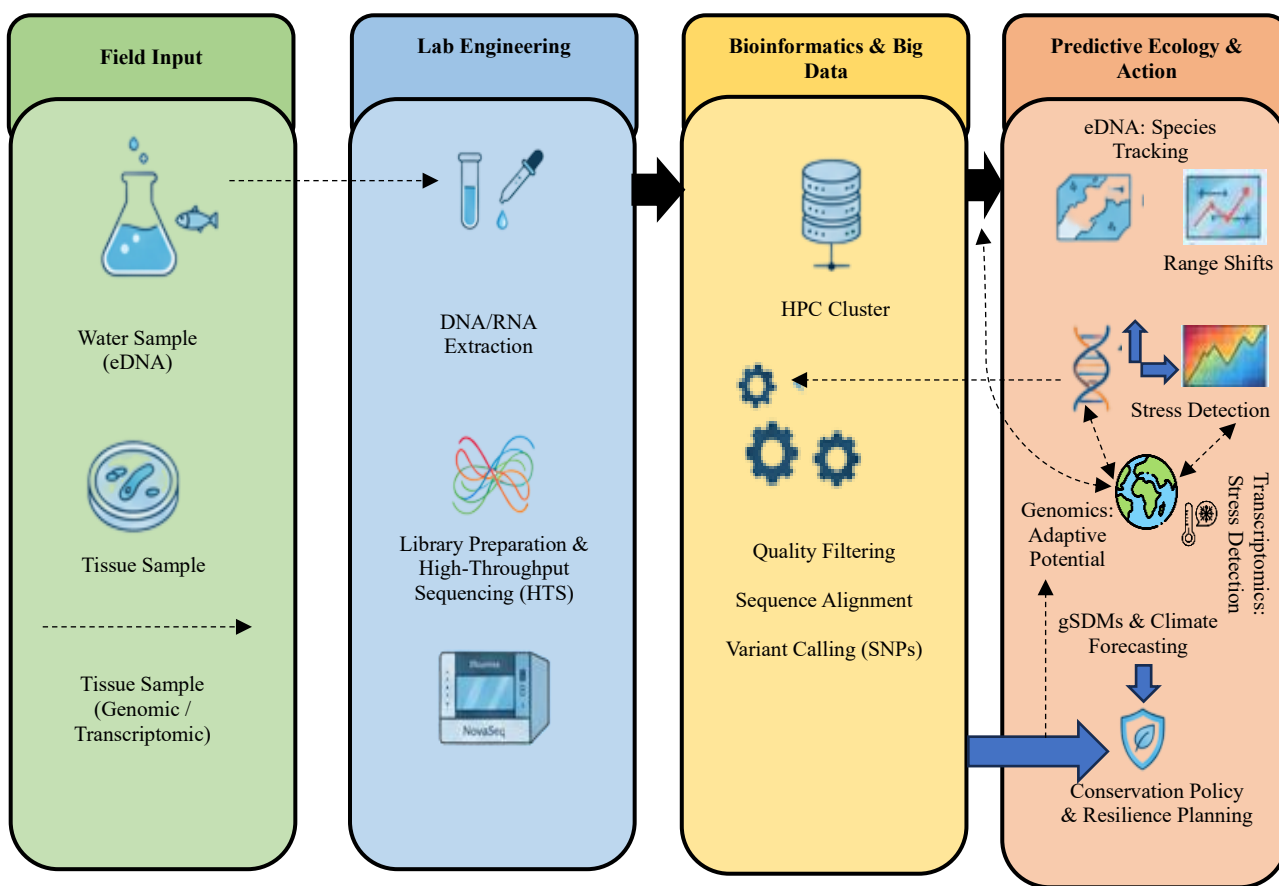 Field Input
Water Sample
(eDNA)
Tissue Sample
Tissue Sample
(Genomic /
Transcriptomic)
Lab Engineering
DNA/RNA
Extraction
Library Preparation &
High-Throughput
Sequencing (HTS)
NovaSeq
Bioinformatics & Big
Data
HPC Cluster
Quality Filtering
Sequence Alignment
Variant Calling (SNPs)
Predictive Ecology &
Action
eDNA: Species
Tracking
Range Shifts
Stress Detection
Genomics:
Adaptive
Potential
Transcriptomics:
Stress Detection
gSDMs & Climate
Forecasting
Conservation Policy
& Resilience Planning